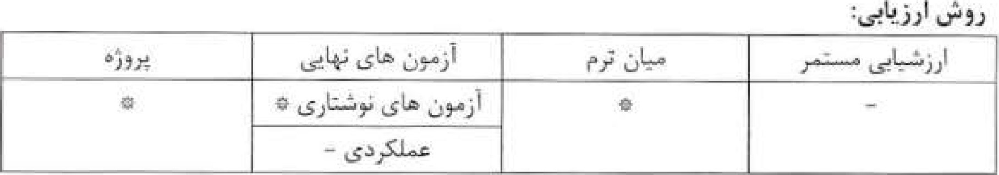 روش ارزیابی:
ارزشیابی مستمر میان ترم آزمون های نهایی پروژه
- * آزمون های نوشتاری * *
عملکردی -